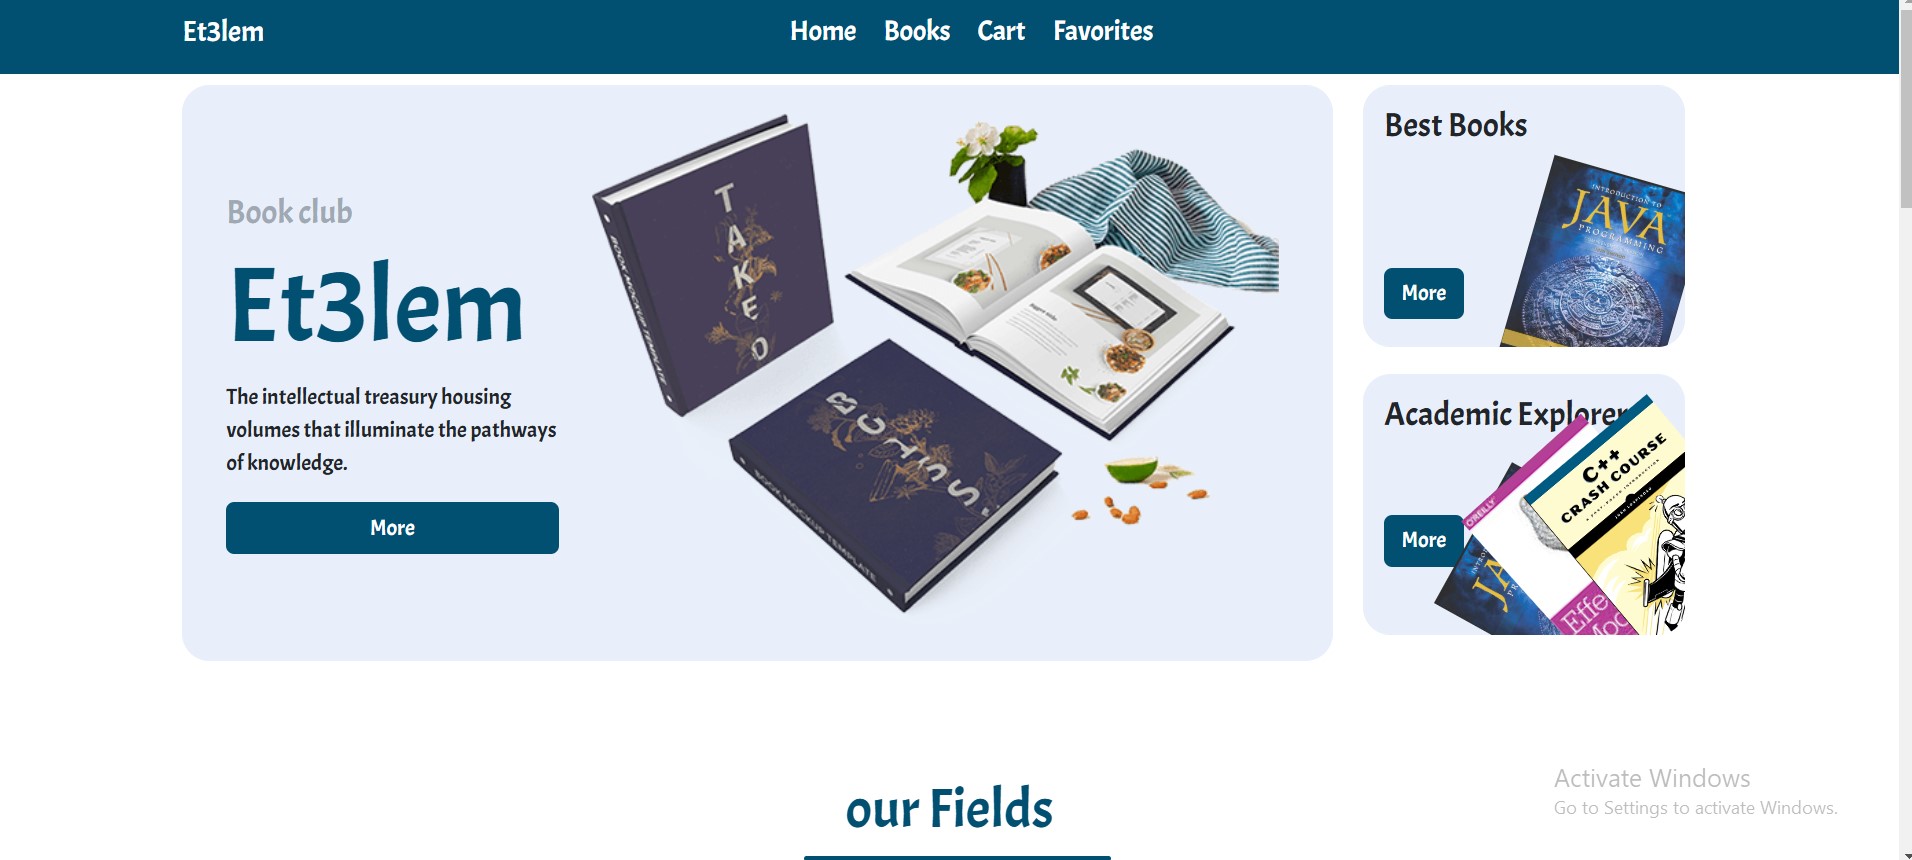 Et3lem
Home Books Cart Favorites
Book club
Et3lem
The intellectual treasury housing
volumes that illuminate the pathways
of knowledge.
More
TAKEO
BOOK MOCKUP TEMPLATE
BOOK MOCKUP TEMPLATE
Best Books
INTRODUCTION TO
JAVA
PROGRAMMING
More
Academic Explorer
More
O'REILLY
C++
CRASH COURSE
JA
Effe
our Fields
Activate Windows
Go to Settings to activate Windows.